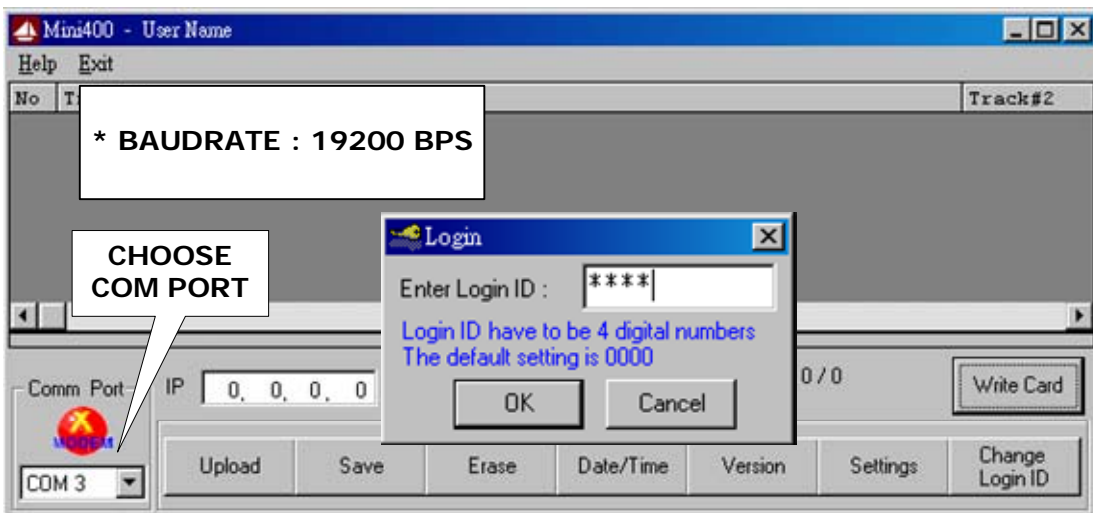 Mini400 - User Name
Help Exit
No Track#2
* BAUDRATE : 19200 BPS
CHOOSE
COM PORT
Login
Enter Login ID : ****
Login ID have to be 4 digital numbers
The default setting is 0000
OK Cancel
Comm Port
MODEM
COM 3
IP 0, 0, 0, 0
0 / 0
Write Card
Upload Save Erase Date/Time Version Settings Change
Login ID